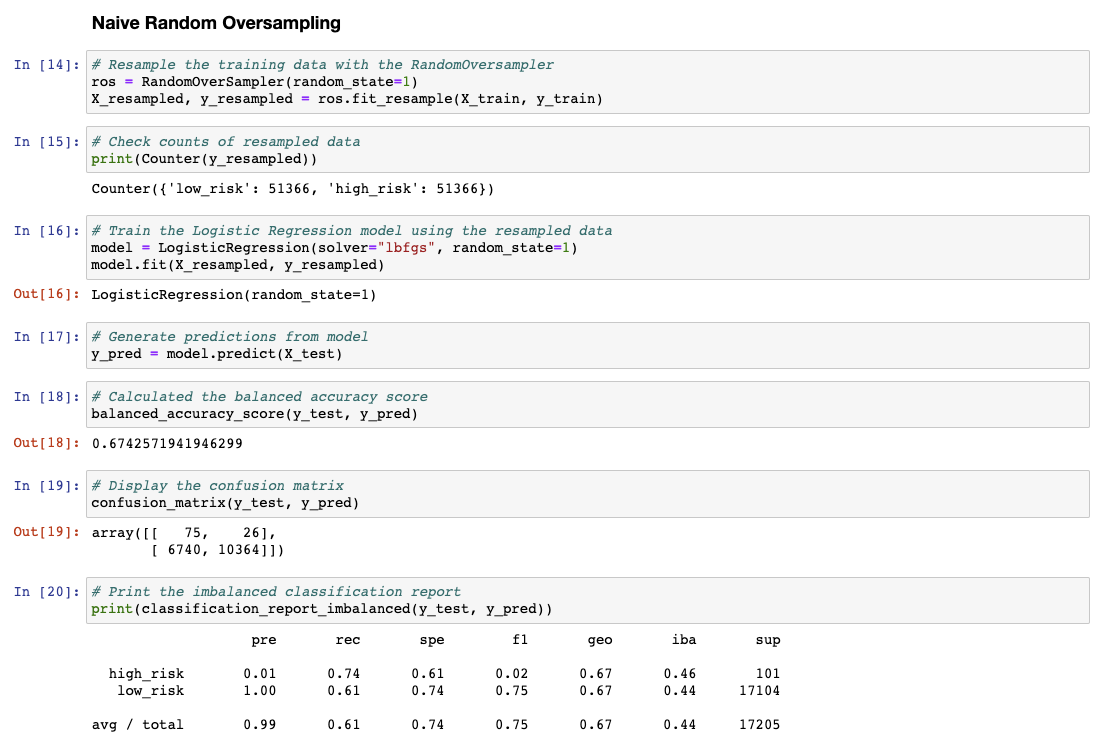 Naive Random Oversampling
In [14]: # Resample the training data with the RandomOversampler
ros = RandomOverSampler(random_state=1)
X_resampled, y_resampled = ros.fit_resample(X_train, y_train)
In [15]: # Check counts of resampled data
print(Counter(y_resampled))
Counter({'low_risk': 51366, 'high_risk': 51366})
In [16]: # Train the Logistic Regression model using the resampled data
model = LogisticRegression(solver="lbfgs", random_state=1)
model.fit(X_resampled, y_resampled)
Out[16]: LogisticRegression(random_state=1)
In [17]: # Generate predictions from model
y_pred = model.predict(X_test)
In [18]: # Calculated the balanced accuracy score
balanced_accuracy_score(y_test, y_pred)
Out[18]: 0.6742571941946299
In [19]: # Display the confusion matrix
confusion_matrix(y_test, y_pred)
Out[19]: array([[   75,    26],
[ 6740, 10364]])
In [20]: # Print the imbalanced classification report
print(classification_report_imbalanced(y_test, y_pred))
pre rec spe f1 geo iba sup
high_risk 0.01 0.74 0.61 0.02 0.67 0.46 101
low_risk 1.00 0.61 0.74 0.75 0.67 0.44 17104
avg / total 0.99 0.61 0.74 0.75 0.67 0.44 17205